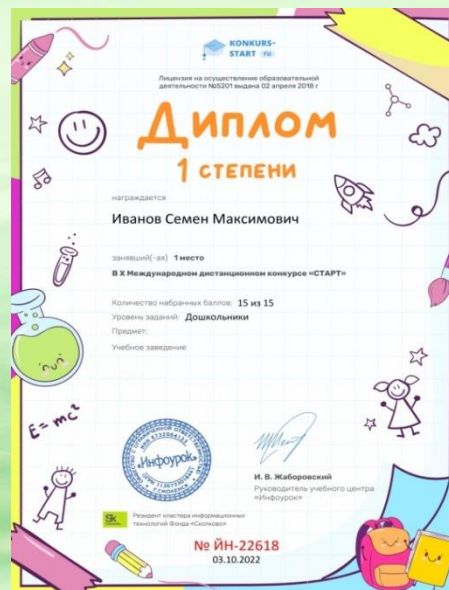 KONKURS-
START ru
Лицензия на осуществление образовательной
деятельности №5201 выдана 02 апреля 2018 г
Диплом
1 степени
награждается
Иванов Семен Максимович
занявший(-ая) 1 место
В X Международном дистанционном конкурсе «СТАРТ»
Количество набранных баллов: 15 из 15
Уровень заданий: Дошкольники
Предмет:
Учебное заведение
E = mc²
«Инфоурок»
И. В. Жаборовский
Руководитель учебного центра
«Инфоурок»
Sk
Резидент кластера информационных
технологий Фонда «Сколково»
№ ЙН-22618
03.10.2022